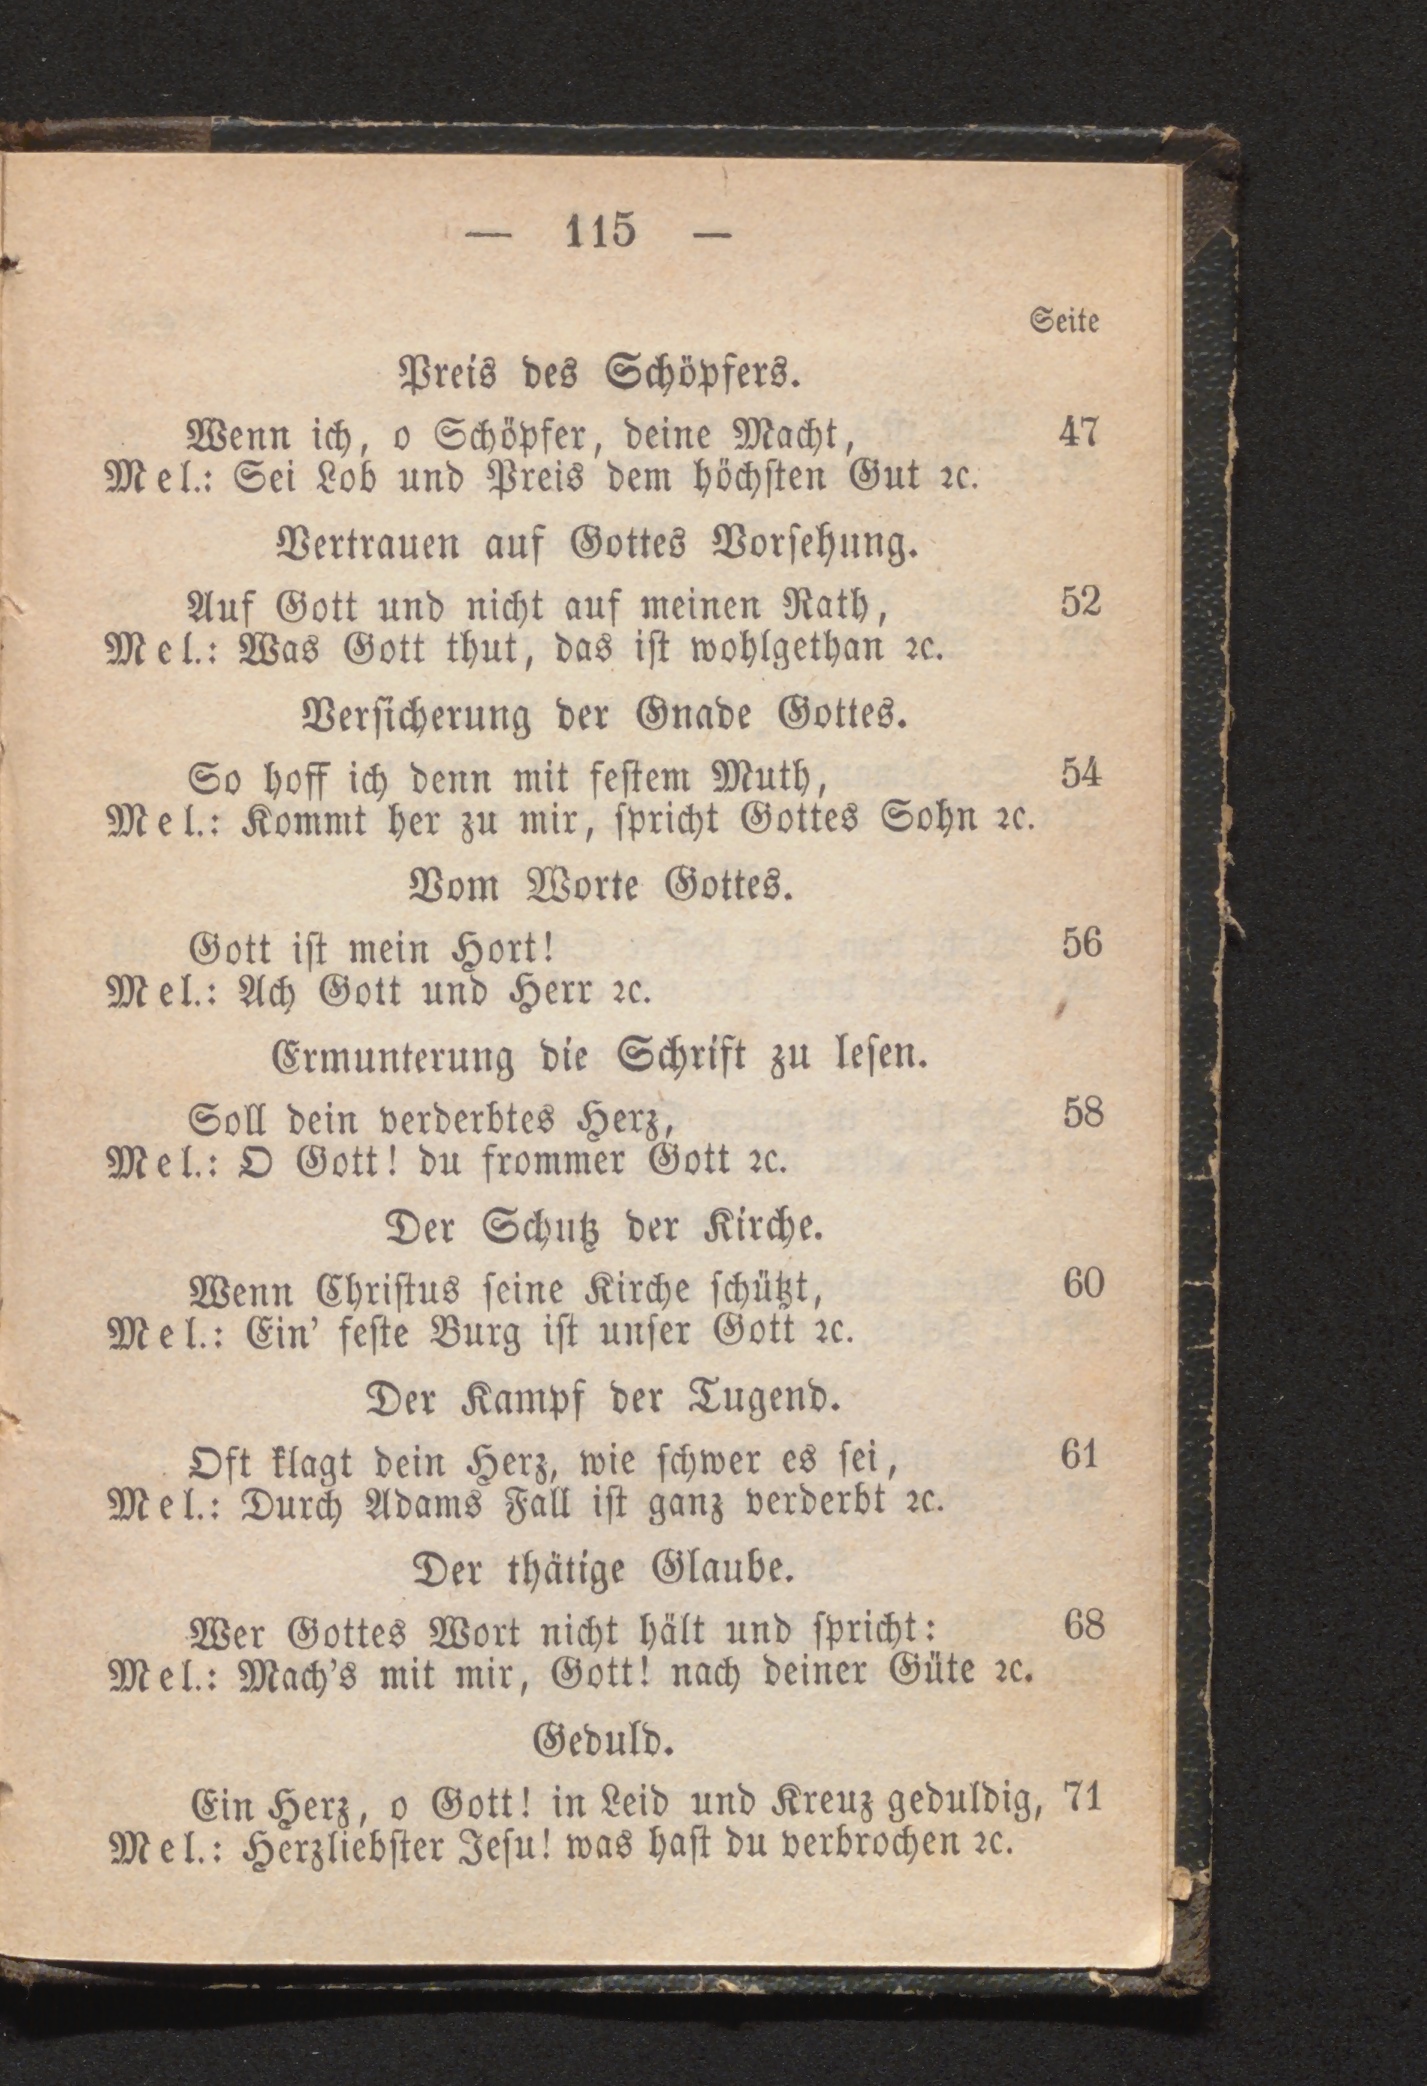 — 115 —
Seite
Preis des Schöpfers.
Wenn ich, o Schöpfer, deine Macht, 47
Mel.: Sei Lob und Preis dem höchſten Gut ꝛc.
Vertrauen auf Gottes Vorſehung.
Auf Gott und nicht auf meinen Rath, 52
Mel.: Was Gott thut, das iſt wohlgethan ꝛc.
Verſicherung der Gnade Gottes.
So hoff ich denn mit feſtem Muth, 54
Mel.: Kommt her zu mir, ſpricht Gottes Sohn ꝛc.
Vom Worte Gottes.
Gott iſt mein Hort! 56
Mel.: Ach Gott und Herr ꝛc.
Ermunterung die Schrift zu leſen.
Soll dein verderbtes Herz, 58
Mel.: O Gott! du frommer Gott ꝛc.
Der Schutz der Kirche.
Wenn Chriſtus ſeine Kirche ſchützt, 60
Mel.: Ein' feſte Burg iſt unſer Gott ꝛc.
Der Kampf der Tugend.
Oft klagt dein Herz, wie ſchwer es ſei, 61
Mel.: Durch Adams Fall iſt ganz verderbt ꝛc.
Der thätige Glaube.
Wer Gottes Wort nicht hält und ſpricht: 68
Mel.: Mach's mit mir, Gott! nach deiner Güte ꝛc.
Geduld.
Ein Herz, o Gott! in Leid und Kreuz geduldig, 71
Mel.: Herzliebſter Jeſu! was haſt du verbrochen ꝛc.